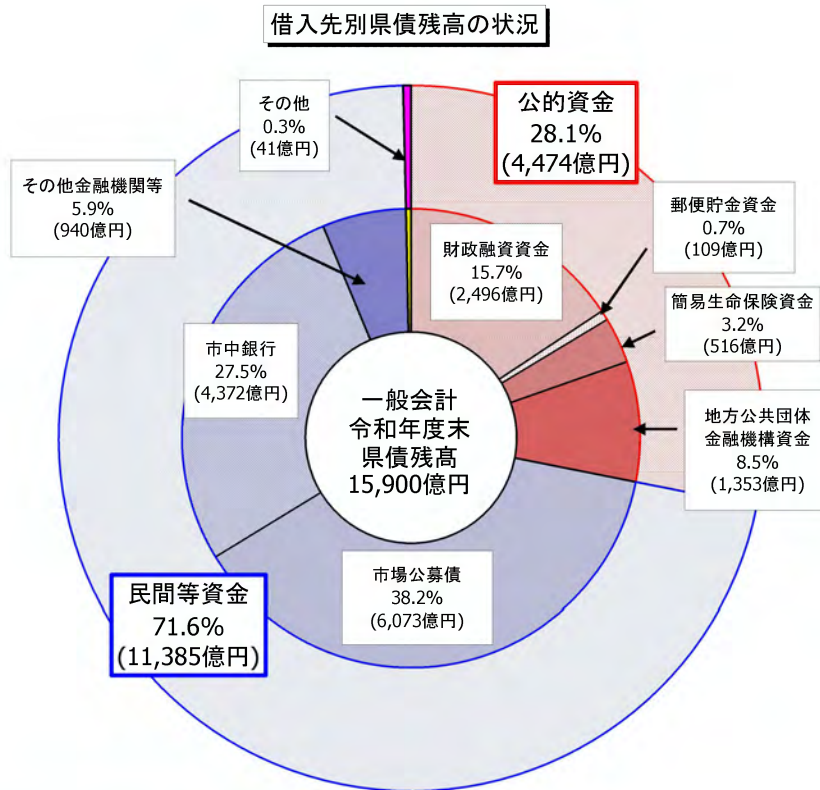 借入先別県債残高の状況
公的資金
28.1%
(4,474億円)
その他
0.3%
(41億円)
その他金融機関等
5.9%
(940億円)
郵便貯金資金
0.7%
(109億円)
財政融資資金
15.7%
(2,496億円)
簡易生命保険資金
3.2%
(516億円)
市中銀行
27.5%
(4,372億円)
一般会計
令和年度末
県債残髙
15,900億円
地方公共団体
金融機構資金
8.5%
(1,353億円)
市場公募債
38.2%
(6,073億円)
民間等資金
71.6%
(11,385億円)